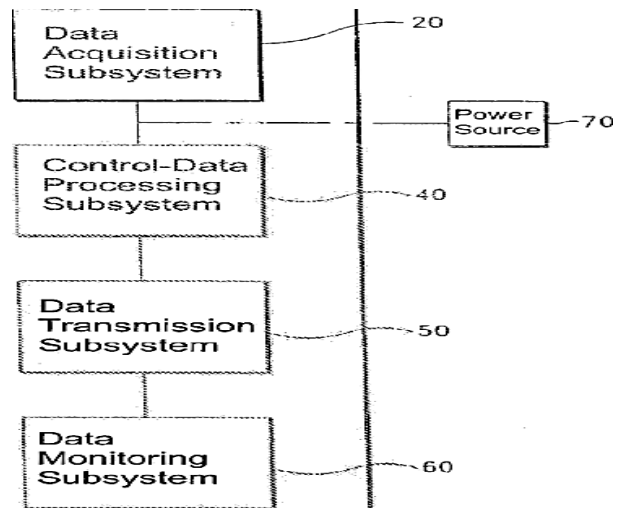 Data
Acquisition
Subsystem
20
Power
Source
70
Control-Data
Processing
Subsystem
40
Data
Transmission
Subsystem
50
Data
Monitoring
Subsystem
60